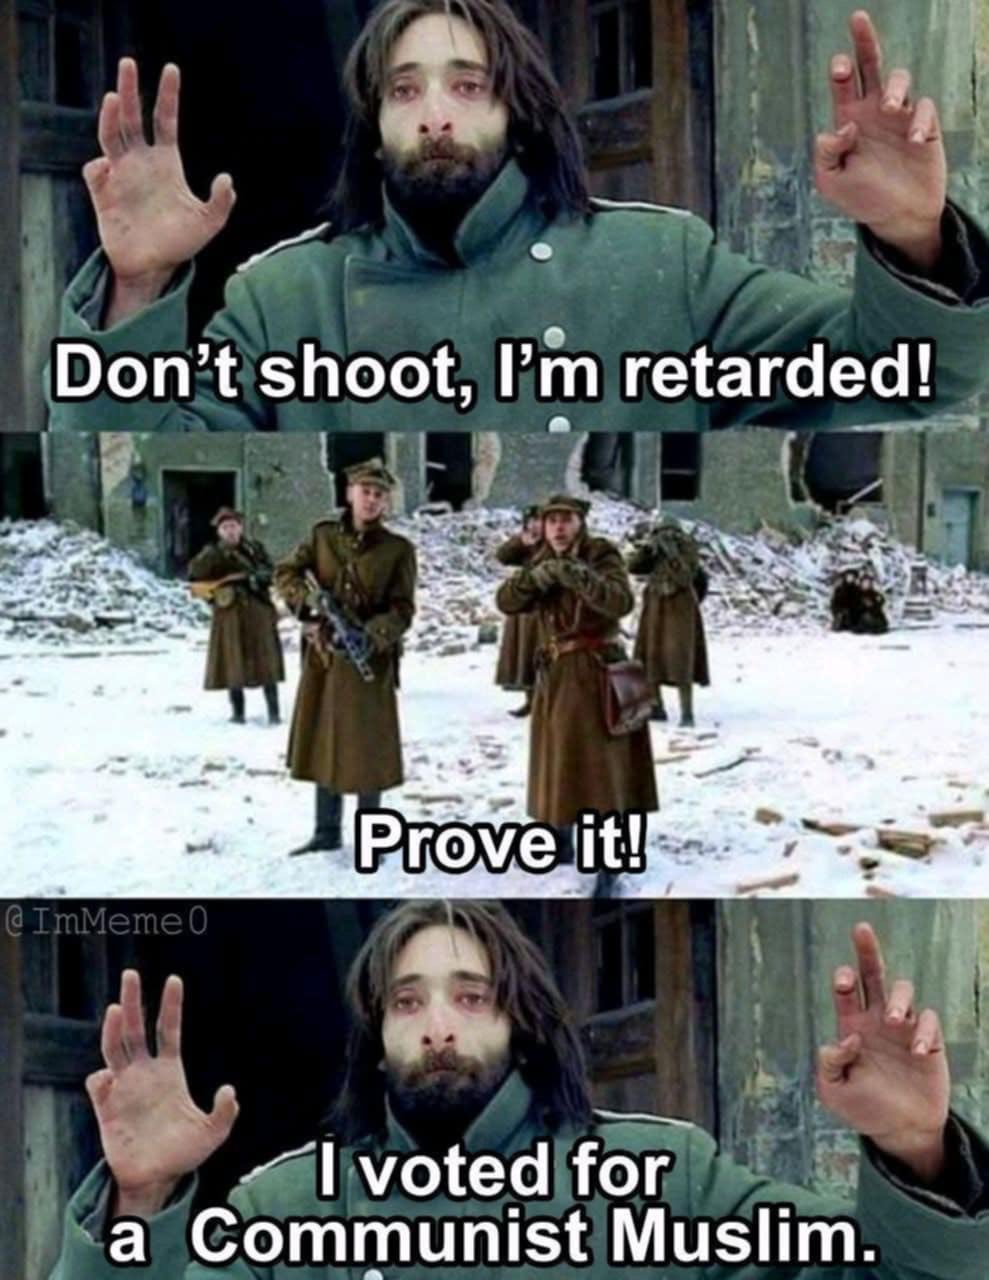 Don't shoot, I'm retarded!
Prove it!
@ImMeme0
I voted for
a Communist Muslim.